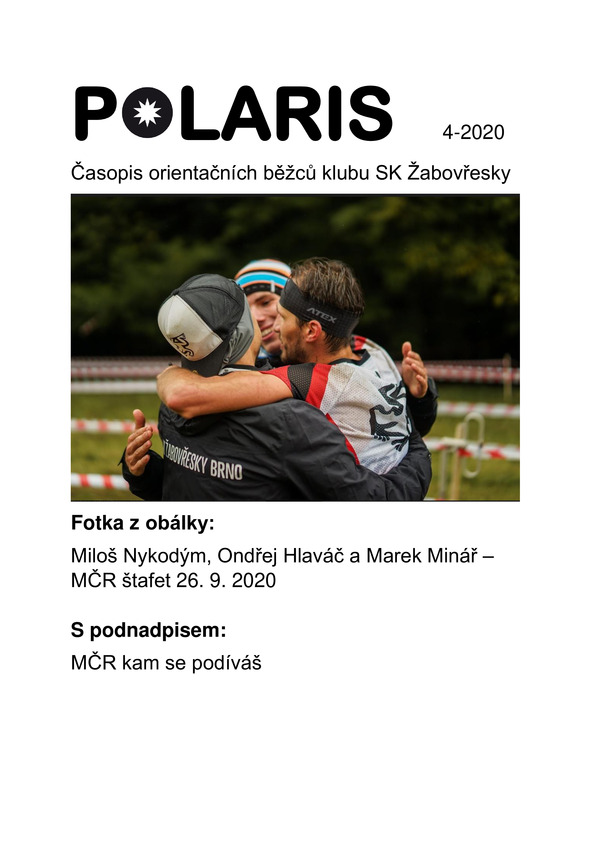 POLARIS
4-2020
Časopis orientačních běžců klubu SK Žabovřesky
ATEX
ŽABOVŘESKY BRNO
Fotka z obálky:
Miloš Nykodým, Ondřej Hlaváč a Marek Minář –
MČR štafet 26. 9. 2020
S podnadpisem:
MČR kam se podíváš